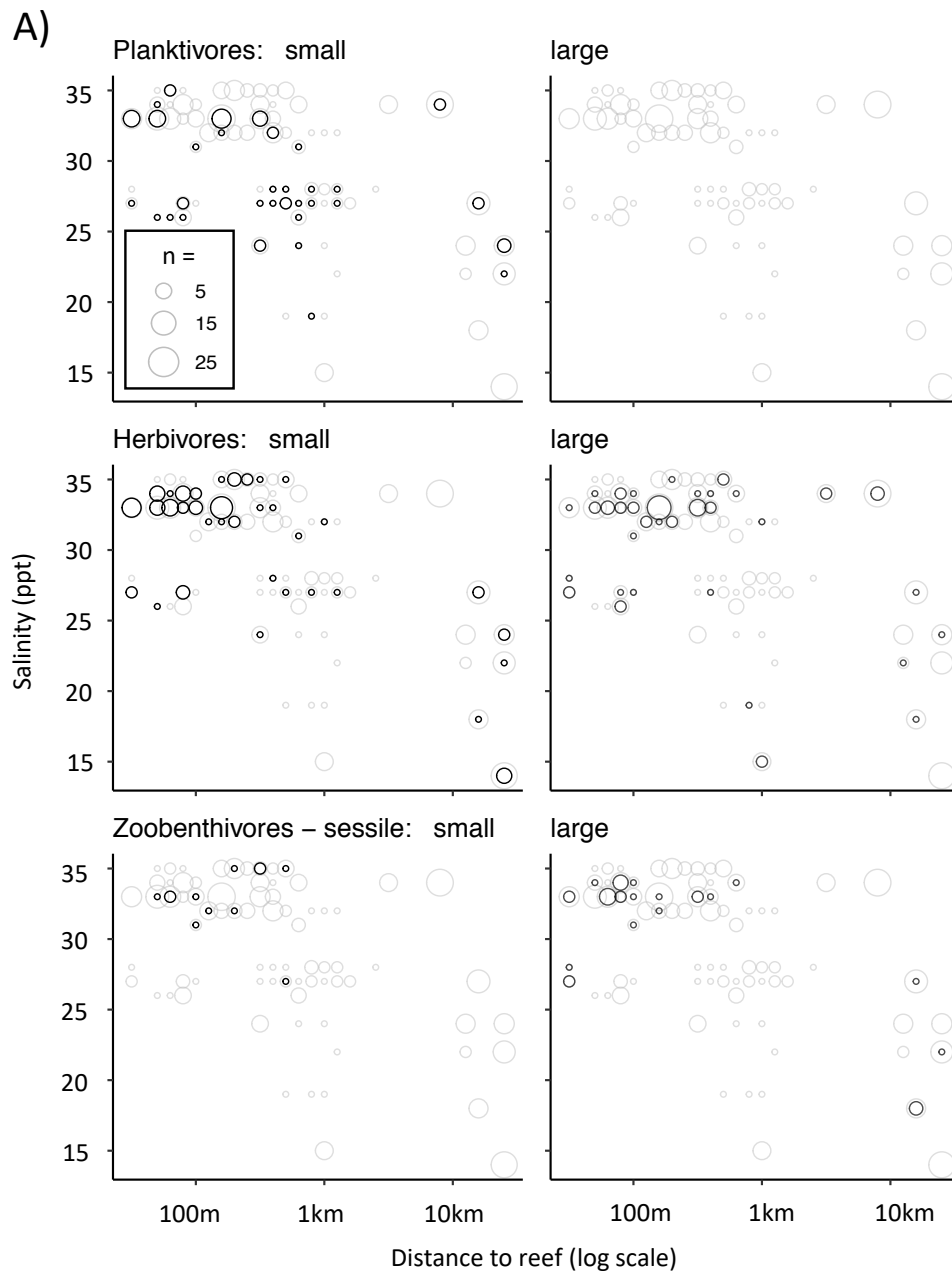 A)
Planktivores: small
large
35
30
25
20
15
n =
5
15
25
Herbivores: small
large
35
30
25
20
15
Salinity (ppt)
Zoobenthivores – sessile: small
large
35
30
25
20
15
100m 1km 10km
100m 1km 10km
Distance to reef (log scale)